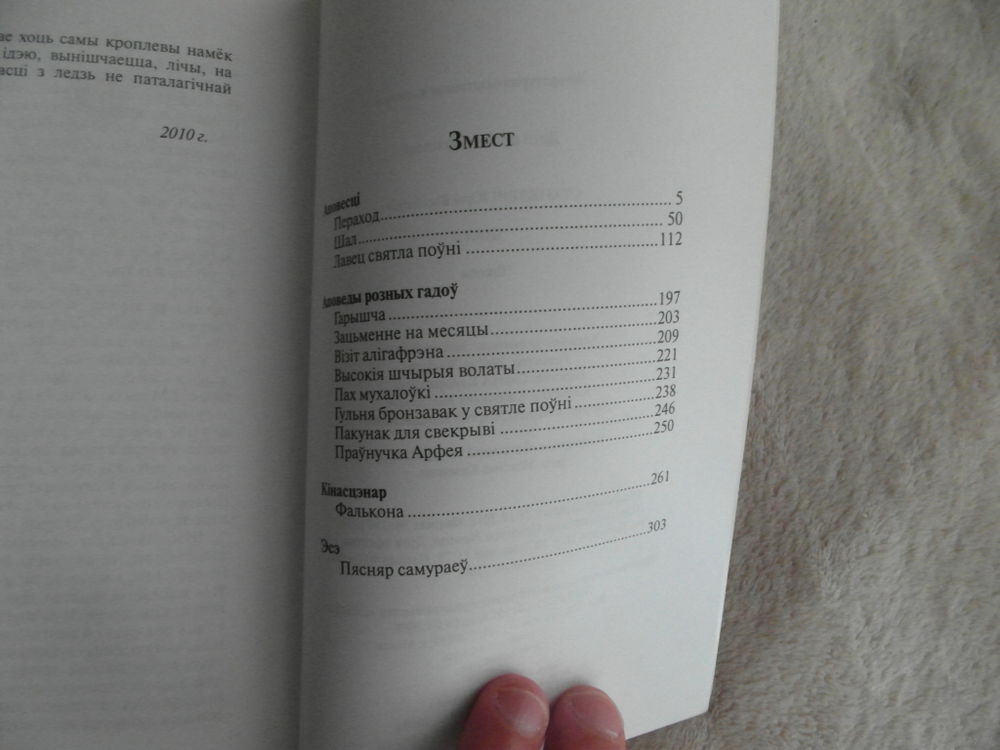 ае хоць самы кроплевы намёк
ідэю, вынішчаецца, лічы, на
асці з ледзь не паталагічнай
2010 г.
Змест
Аповесці
Пераход 5
Шал 50
Лавец святла поўні 112
Аповеды розных гадоў
Гарышча 197
Зацьменне на месяцы 203
Візіт алігафрэна 209
Высокія шчырыя волаты 221
Пах мухалоўкі 231
Гульня бронзавак у святле поўні 238
Пакунак для свекрыві 246
Праўнучка Арфея 250
Кінасцэнар
Фалькона 261
Эсэ
Пясняр самураеў 303